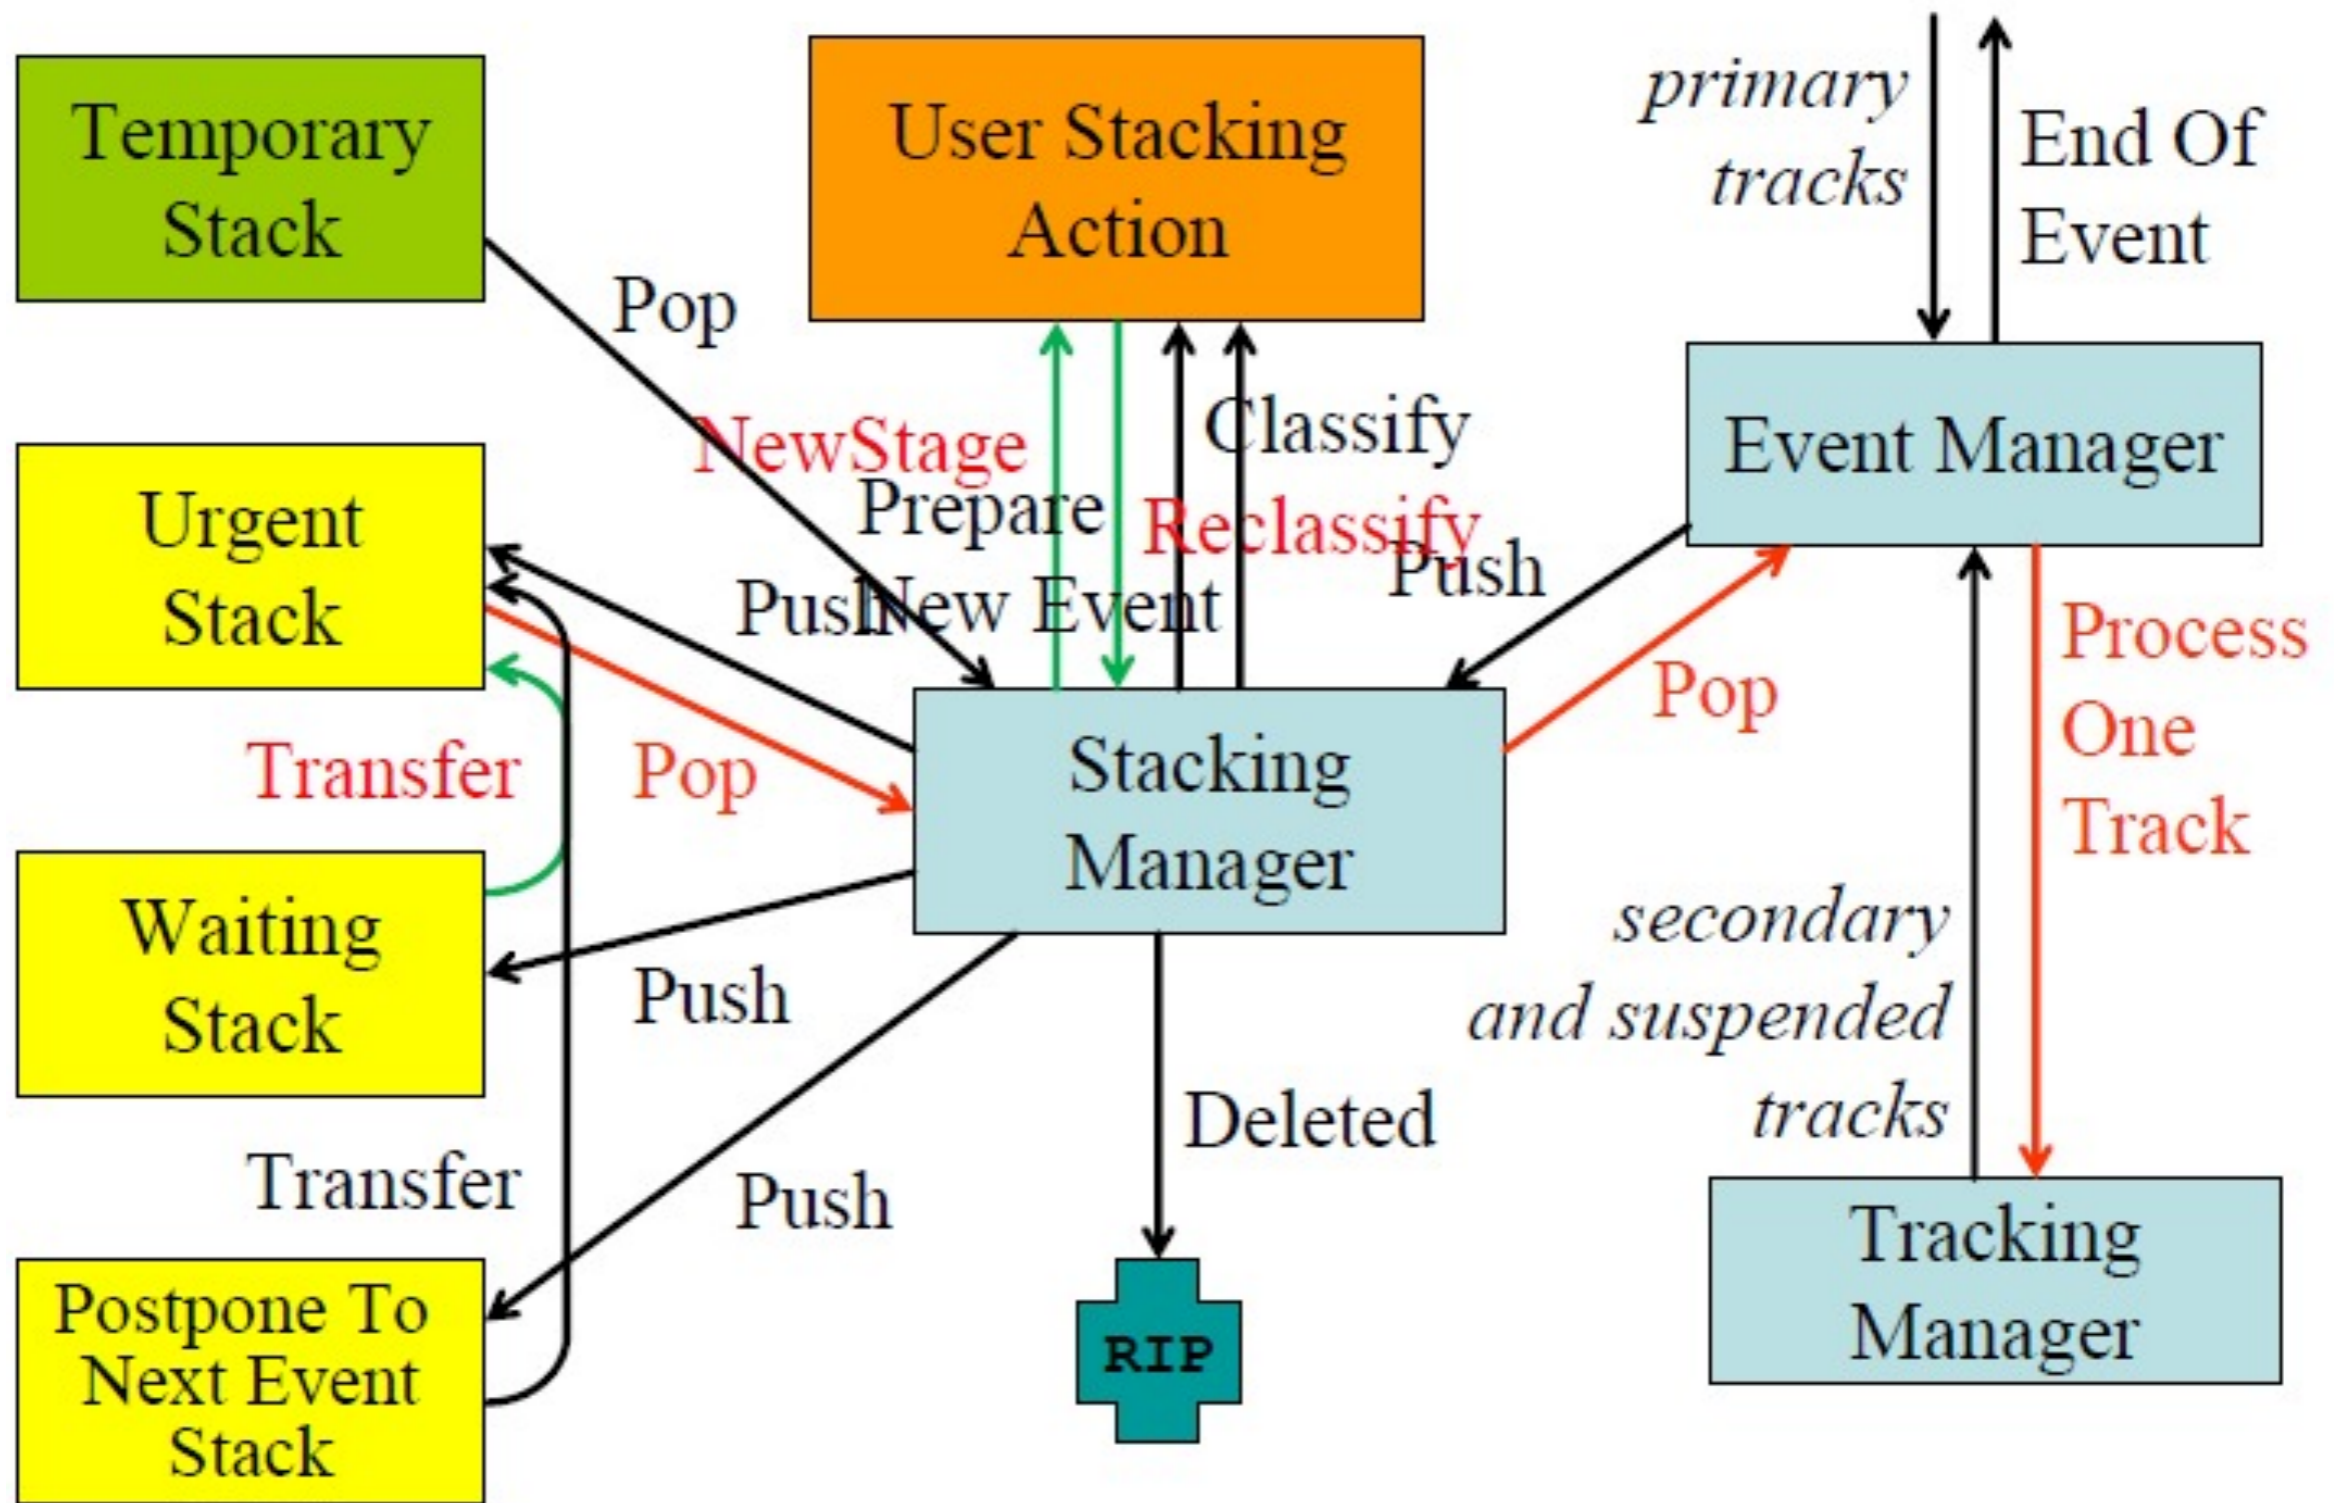 Temporary
Stack
User Stacking
Action
primary
tracks
End Of
Event
Pop
NewStage
Classify
Prepare
Reclassify
Event Manager
Urgent
Stack
Push
New Event
Push
Process
One
Track
Pop
Transfer
Pop
Stacking
Manager
Waiting
Stack
Push
secondary
and suspended
tracks
Deleted
Transfer
Push
Tracking
Manager
Postpone To
Next Event
Stack
RIP